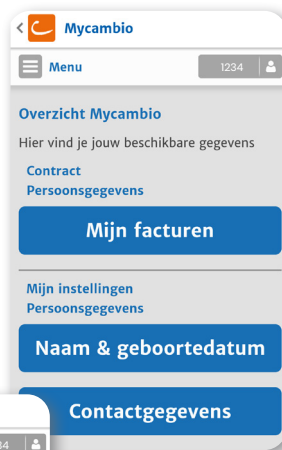 Mycambio
Menu
1234
Overzicht Mycambio
Hier vind je jouw beschikbare gegevens
Contract
Persoonsgegevens
Mijn facturen
Mijn instellingen
Persoonsgegevens
Naam & geboortedatum
Contactgegevens
34